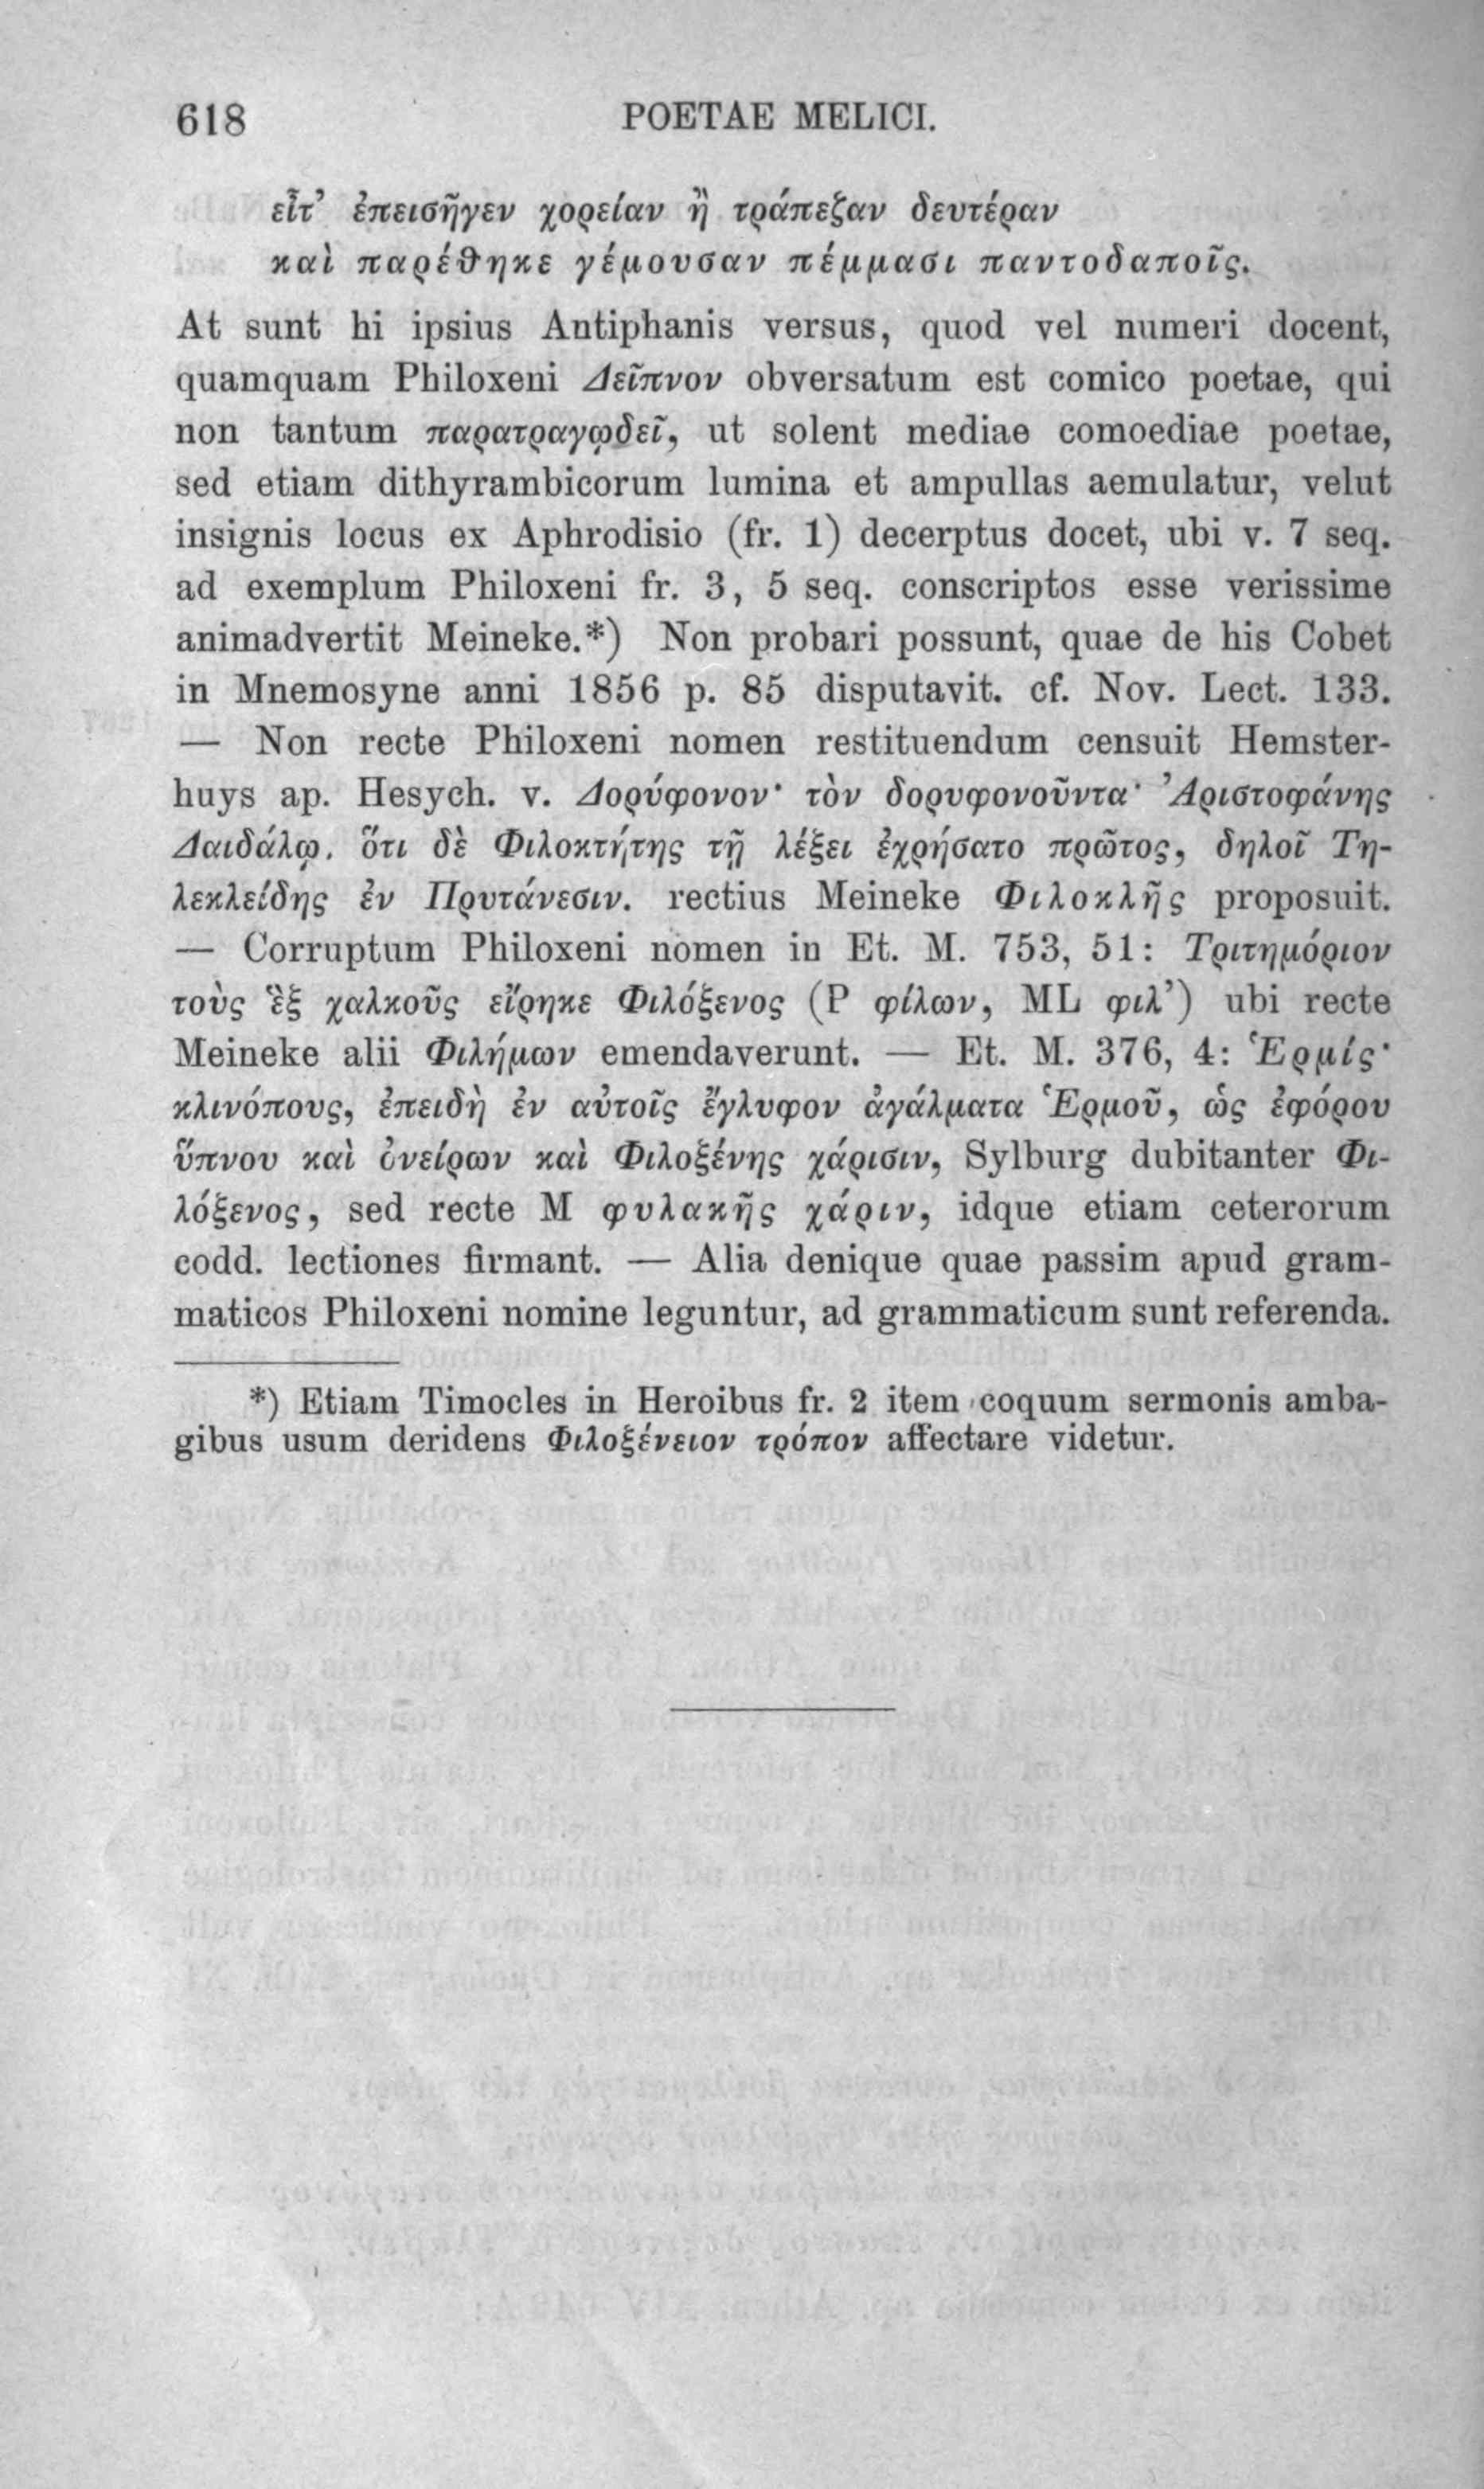 618 POETAE MELICI.
εἶτ’ ἐπεισῆγεν χορείαν ἢ τράπεζαν δευτέραν
καὶ παρέθηκε γέμουσαν πέμμασι παντοδαποῖς.
At sunt hi ipsius Antiphanis versus, quod vel numeri docent,
quamquam Philoxeni Δεῖπνον obversatum est comico poetae, qui
non tantum παρατραγῳδεῖ, ut solent mediae comoediae poetae,
sed etiam dithyrambicorum lumina et ampullas aemulatur, velut
insignis locus ex Aphrodisio (fr. 1) decerptus docet, ubi v. 7 seq.
ad exemplum Philoxeni fr. 3, 5 seq. conscriptos esse verissime
animadvertit Meineke.*) Non probari possunt, quae de his Cobet
in Mnemosyne anni 1856 p. 85 disputavit. cf. Nov. Lect. 133.
— Non recte Philoxeni nomen restituendum censuit Hemster-
huys ap. Hesych. v. Δορύφονον· τὸν δορυφονοῦντα· Ἀριστοφάνης
Δαιδάλῳ. ὅτι δὲ Φιλοκτήτης τῇ λέξει ἐχρήσατο πρῶτος, δηλοῖ Τη-
λεκλείδης ἐν Πρυτάνεσιν. rectius Meineke Φιλοκλῆς proposuit.
— Corruptum Philoxeni nomen in Et. M. 753, 51: Τριτημόριον
τοὺς ἓξ χαλκοῦς εἴρηκε Φιλόξενος (P φίλων, ML φιλ’) ubi recte
Meineke alii Φιλήμων emendaverunt. — Et. M. 376, 4: Ἑρμίς·
κλινόπους, ἐπειδὴ ἐν αὐτοῖς ἔγλυφον ἀγάλματα Ἑρμοῦ, ὡς ἐφόρου
ὕπνου καὶ ὀνείρων καὶ Φιλοξένης χάρισιν, Sylburg dubitanter Φι-
λόξενος, sed recte M φυλακῆς χάριν, idque etiam ceterorum
codd. lectiones firmant. — Alia denique quae passim apud gram-
maticos Philoxeni nomine leguntur, ad grammaticum sunt referenda.
*) Etiam Timocles in Heroibus fr. 2 item coquum sermonis amba-
gibus usum deridens Φιλοξένειον τρόπον affectare videtur.